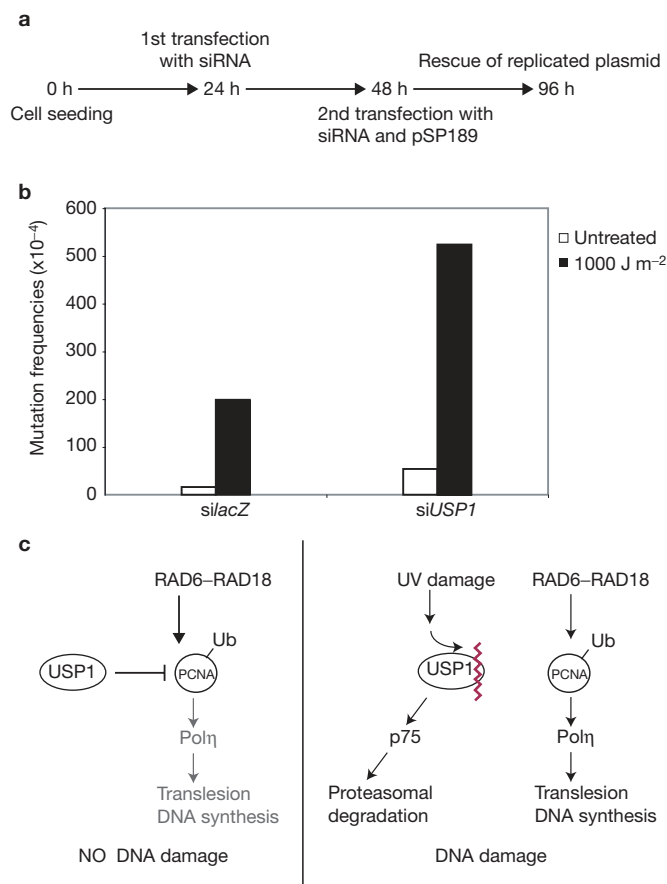 a
1st transfection
with siRNA
Rescue of replicated plasmid
0 h
24 h
48 h
96 h
Cell seeding
2nd transfection with
siRNA and pSP189
b
Mutation frequencies (x10⁻⁴)
600
500
400
300
200
100
0
silacZ
siUSP1
Untreated
1000 J m⁻²
c
RAD6–RAD18
Ub
USP1
PCNA
Polη
Translesion
DNA synthesis
NO DNA damage
UV damage
USP1
p75
Proteasomal
degradation
RAD6–RAD18
Ub
PCNA
Polη
Translesion
DNA synthesis
DNA damage